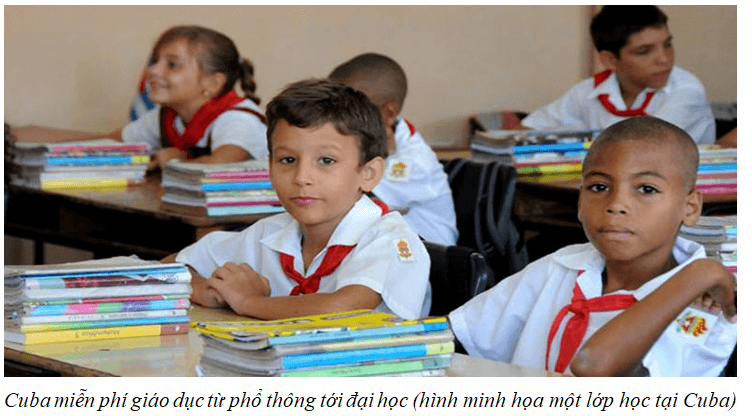 Cuba miễn phí giáo dục từ phổ thông tới đại học (hình minh họa một lớp học tại Cuba)